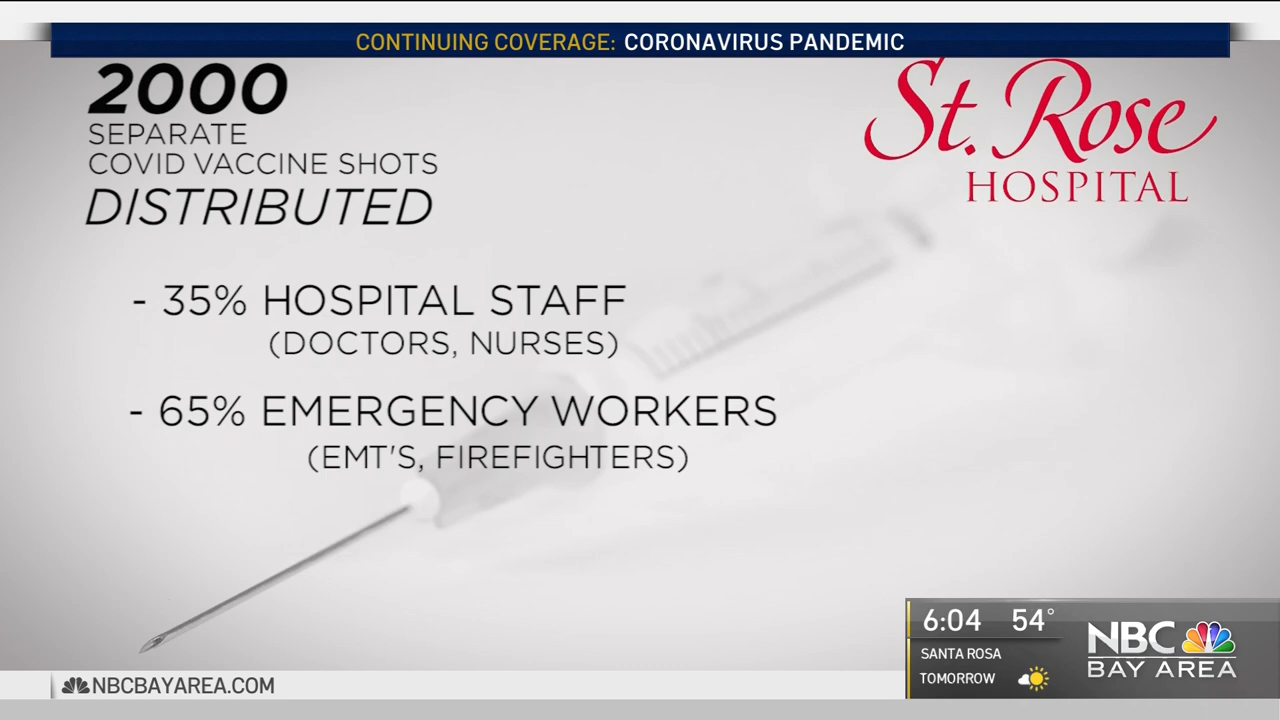 CONTINUING COVERAGE: CORONAVIRUS PANDEMIC
2000
SEPARATE
COVID VACCINE SHOTS
DISTRIBUTED
St. Rose
HOSPITAL
- 35% HOSPITAL STAFF
(DOCTORS, NURSES)
- 65% EMERGENCY WORKERS
(EMT'S, FIREFIGHTERS)
6:04 54°
SANTA ROSA
TOMORROW
NBC
BAY AREA
NBCBAYAREA.COM